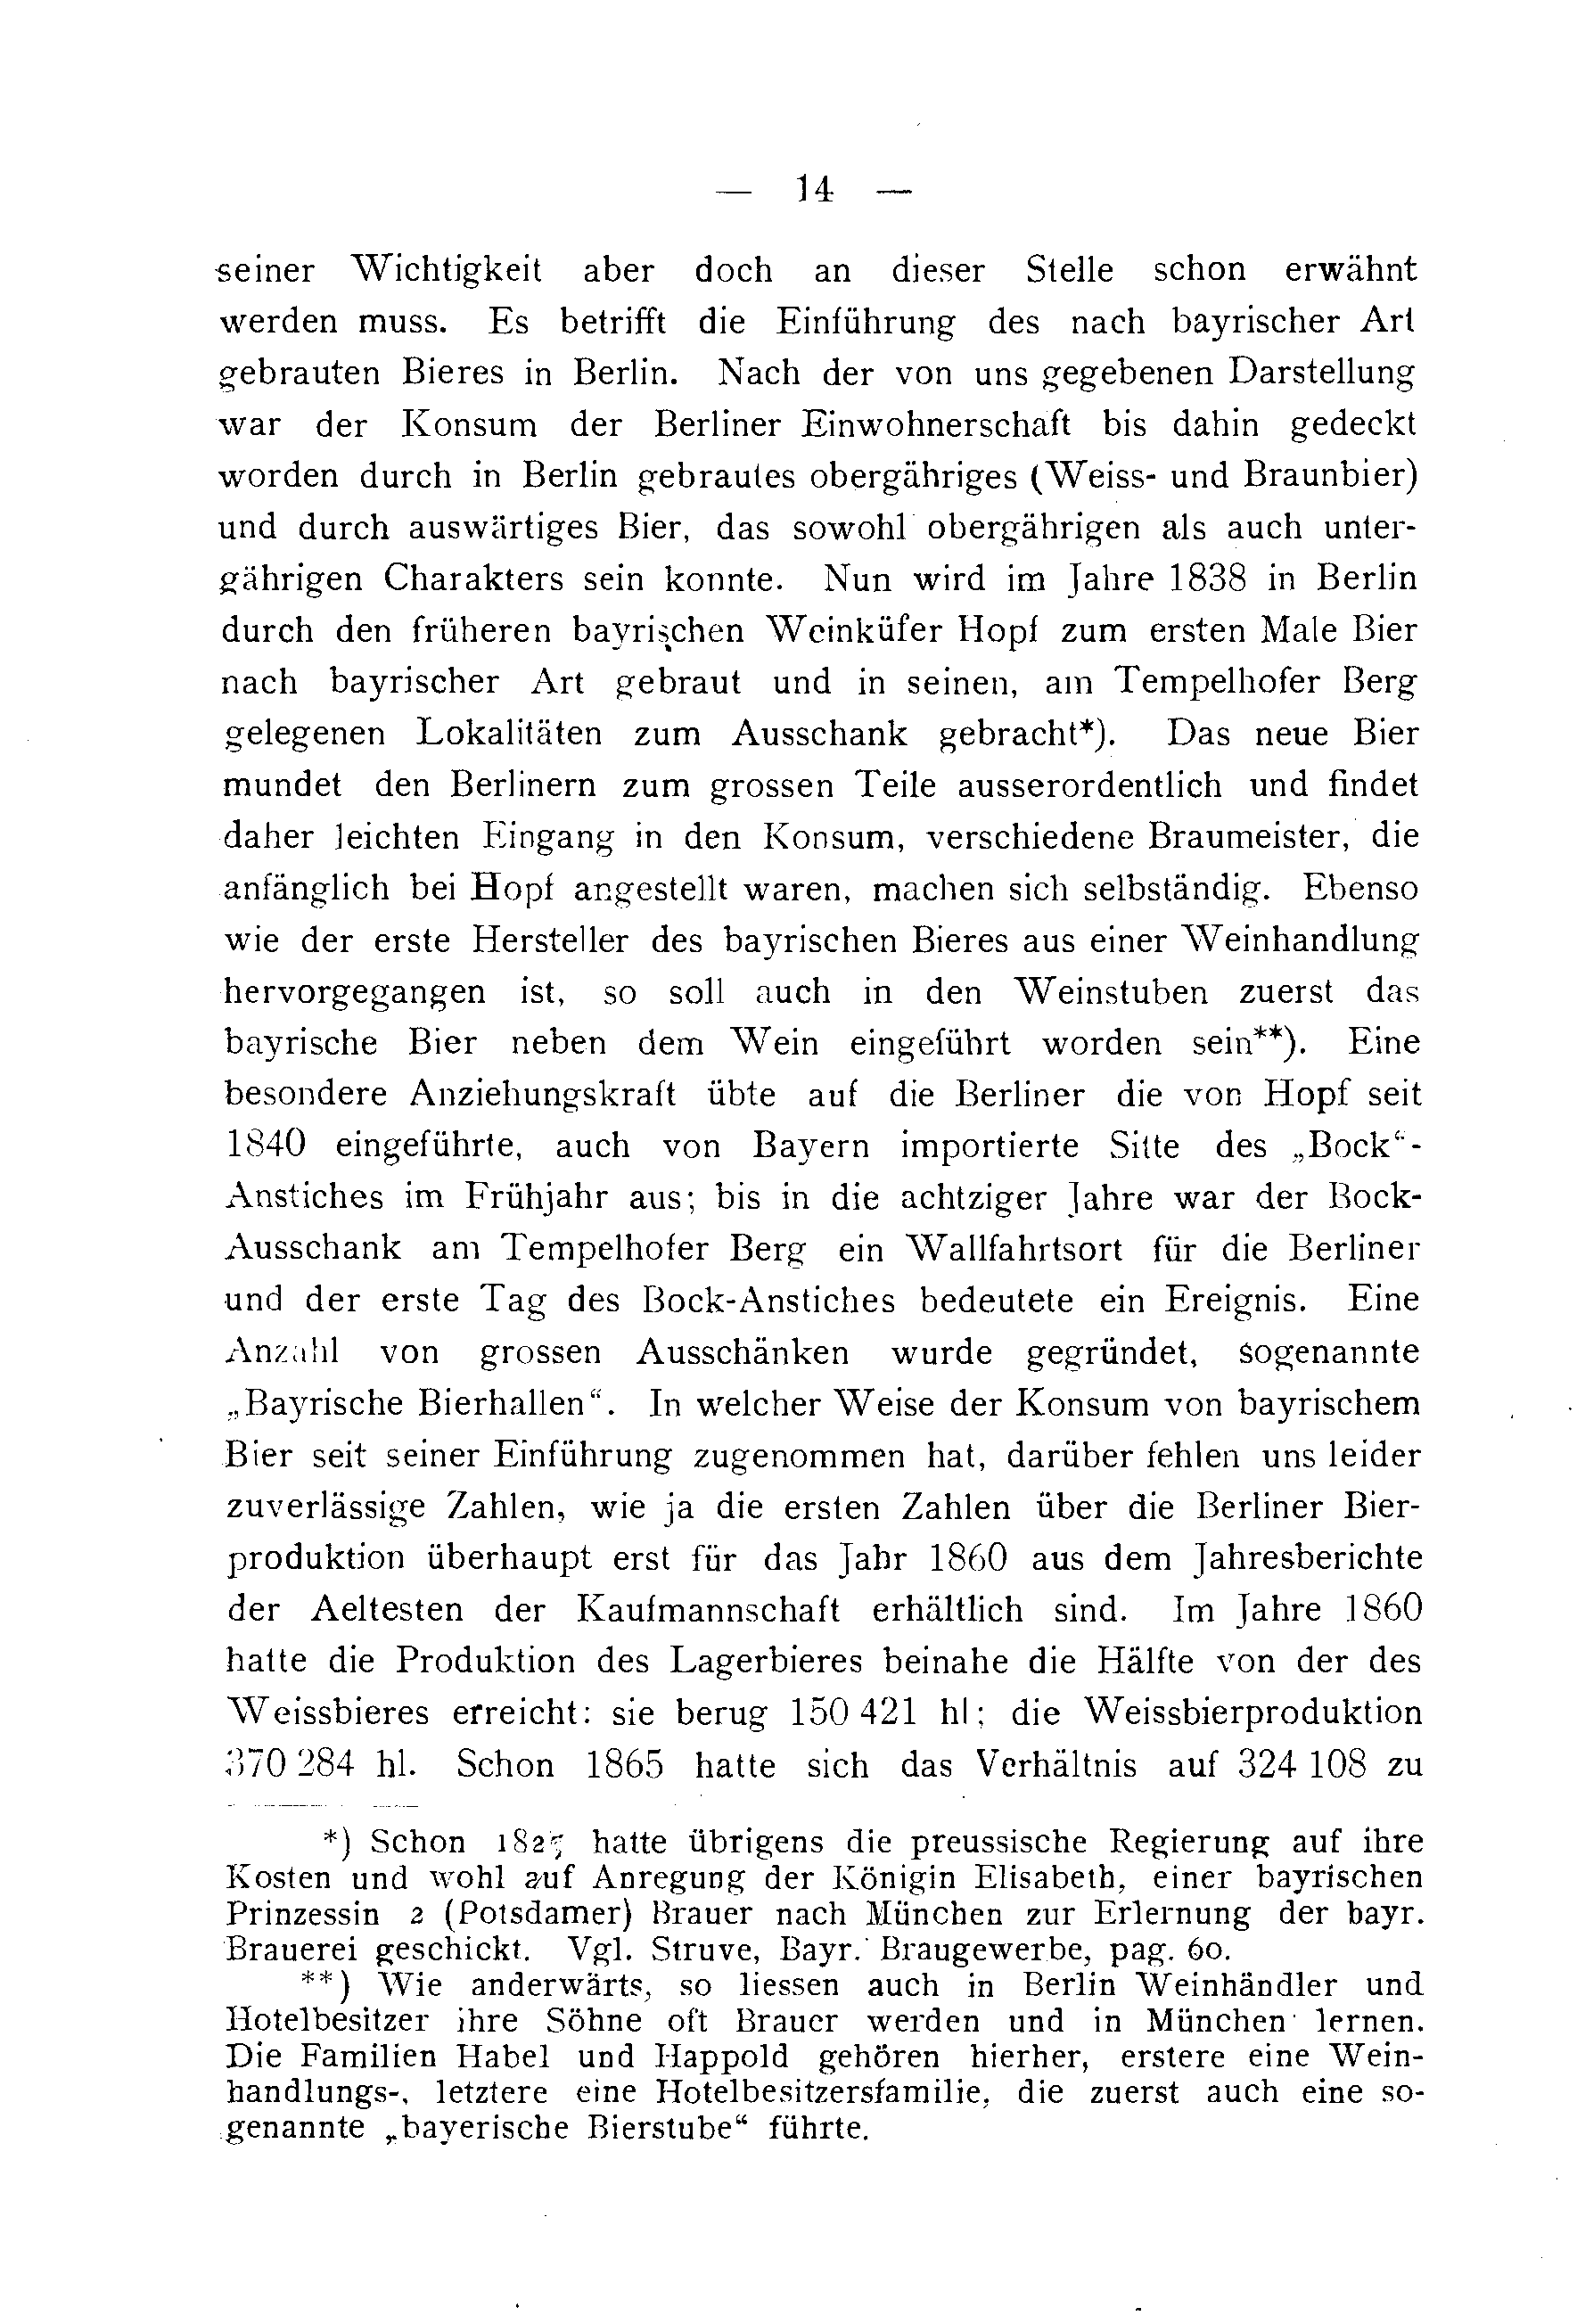 — 14 —
seiner Wichtigkeit aber doch an dieser Stelle schon erwähnt
werden muss. Es betrifft die Einführung des nach bayrischer Art
gebrauten Bieres in Berlin. Nach der von uns gegebenen Darstellung
war der Konsum der Berliner Einwohnerschaft bis dahin gedeckt
worden durch in Berlin gebrautes obergähriges (Weiss- und Braunbier)
und durch auswärtiges Bier, das sowohl obergährigen als auch unter-
gährigen Charakters sein konnte. Nun wird im Jahre 1838 in Berlin
durch den früheren bayrischen Weinküfer Hopf zum ersten Male Bier
nach bayrischer Art gebraut und in seinen, am Tempelhofer Berg
gelegenen Lokalitäten zum Ausschank gebracht*). Das neue Bier
mundet den Berlinern zum grossen Teile ausserordentlich und findet
daher leichten Eingang in den Konsum, verschiedene Braumeister, die
anfänglich bei Hopf angestellt waren, machen sich selbständig. Ebenso
wie der erste Hersteller des bayrischen Bieres aus einer Weinhandlung
hervorgegangen ist, so soll auch in den Weinstuben zuerst das
bayrische Bier neben dem Wein eingeführt worden sein**). Eine
besondere Anziehungskraft übte auf die Berliner die von Hopf seit
1840 eingeführte, auch von Bayern importierte Sitte des „Bock“-
Anstiches im Frühjahr aus; bis in die achtziger Jahre war der Bock-
Ausschank am Tempelhofer Berg ein Wallfahrtsort für die Berliner
und der erste Tag des Bock-Anstiches bedeutete ein Ereignis. Eine
Anzahl von grossen Ausschänken wurde gegründet, sogenannte
„Bayrische Bierhallen“. In welcher Weise der Konsum von bayrischem
Bier seit seiner Einführung zugenommen hat, darüber fehlen uns leider
zuverlässige Zahlen, wie ja die ersten Zahlen über die Berliner Bier-
produktion überhaupt erst für das Jahr 1860 aus dem Jahresberichte
der Aeltesten der Kaufmannschaft erhältlich sind. Im Jahre 1860
hatte die Produktion des Lagerbieres beinahe die Hälfte von der des
Weissbieres erreicht: sie berug 150 421 hl; die Weissbierproduktion
370 284 hl. Schon 1865 hatte sich das Verhältnis auf 324 108 zu
*) Schon hatte übrigens die preussische Regierung auf ihre
Kosten und wohl auf Anregung der Königin Elisabeth, einer bayrischen
Prinzessin 2 (Potsdamer) Brauer nach München zur Erlernung der bayr.
Brauerei geschickt. Vgl. Struve, Bayr. Braugewerbe, pag. 60.
**) Wie anderwärts, so liessen auch in Berlin Weinhändler und
Hotelbesitzer ihre Söhne oft Brauer werden und in München lernen.
Die Familien Habel und Happold gehören hierher, erstere eine Wein-
handlungs-, letztere eine Hotelbesitzersfamilie, die zuerst auch eine so-
genannte „bayerische Bierstube“ führte.